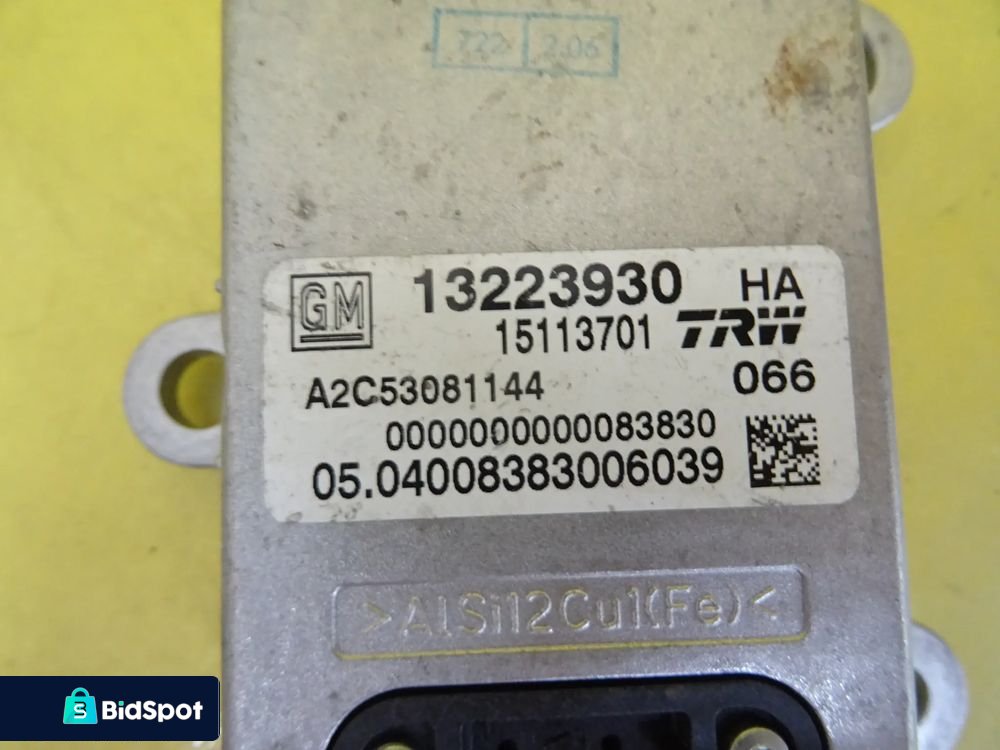 722 2.06
GM 13223930 HA
15113701 TRW
A2C53081144 066
0000000000083830
05.04008383006039
>AlSi12Cu1(Fe)<
BidSpot